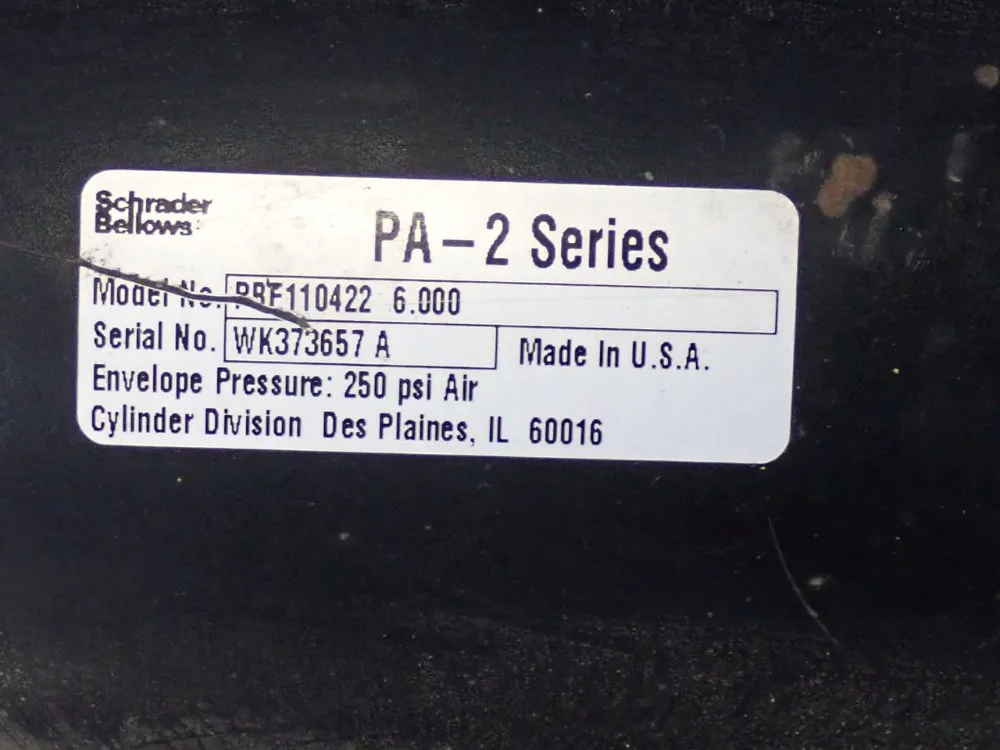 Schrader
Bellows
PA-2 Series
Model No. 110422 6.000
Serial No. WK373657 A
Made In U.S.A.
Envelope Pressure: 250 psi Air
Cylinder Division Des Plaines, IL 60016